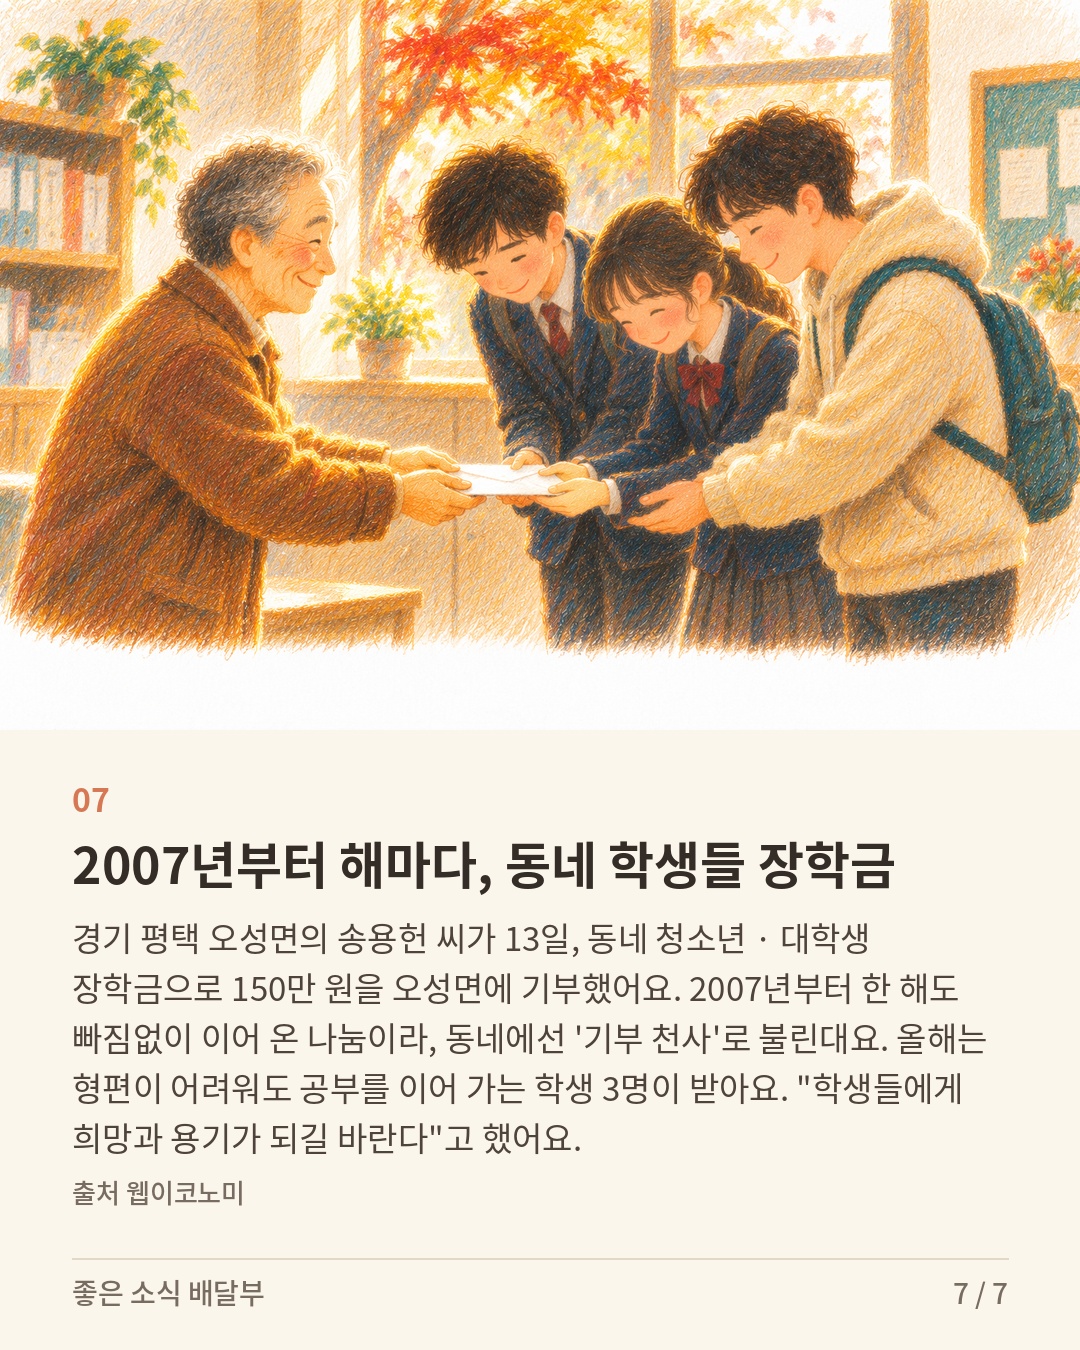 07
2007년부터 해마다, 동네 학생들 장학금
경기 평택 오성면의 송용헌 씨가 13일, 동네 청소년 · 대학생
장학금으로 150만 원을 오성면에 기부했어요. 2007년부터 한 해도
빠짐없이 이어 온 나눔이라, 동네에선 '기부 천사'로 불린대요. 올해는
형편이 어려워도 공부를 이어 가는 학생 3명이 받아요. "학생들에게
희망과 용기가 되길 바란다"고 했어요.
출처 웹이코노미
좋은 소식 배달부
7 / 7